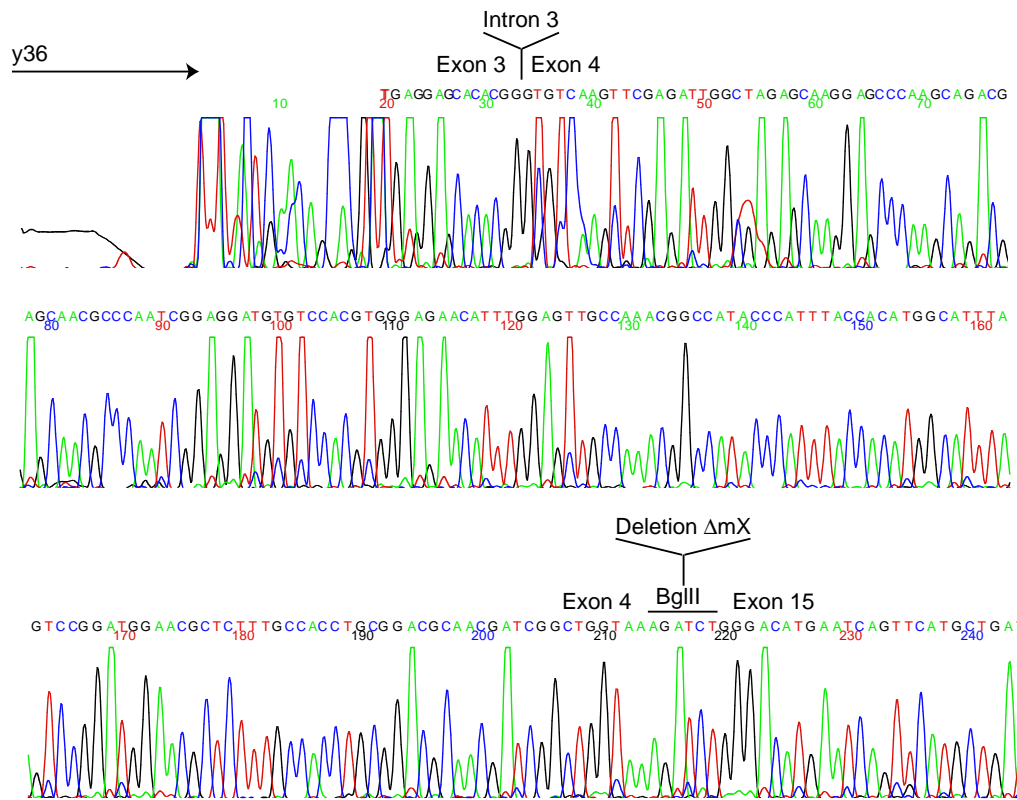 Intron 3
y36
Exon 3 Exon 4
TGAGGAGCACACGGGTGTCAAGTTCGAGATTGGCTAGAGCAAGGAGCCCAAGCAGACG
10 20 30 40 50 60 70
AGCAACGCCCAATCGGAGGATGTGTCCACGTGGGAGAACATTTGGAGTTGCCAAACGGCCATACCCATTTACCACATGGCATTTA
80 90 100 110 120 130 140 150 160
Deletion ΔmX
Exon 4 BglII Exon 15
GTCCGGATGGAACGCTCTTTGCCACCTGCGGACGCAACGATCGGCTGGTAAAGATCTGGGACATGAATCAGTTCATGCTGAT
170 180 190 200 210 220 230 240